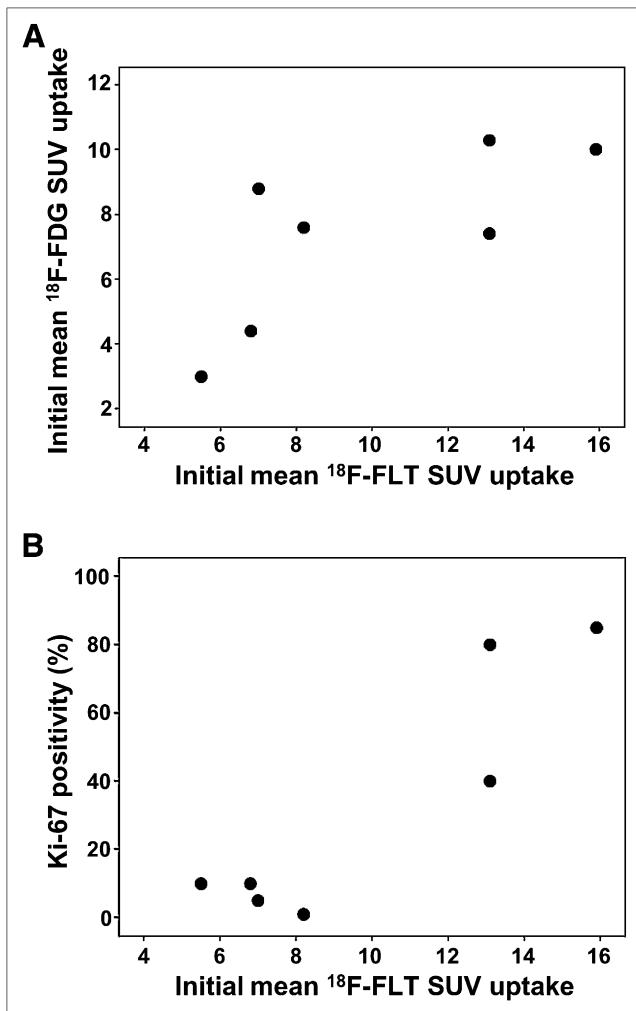 A
Initial mean 18F-FDG SUV uptake
12
10
8
6
4
2
4 6 8 10 12 14 16
Initial mean 18F-FLT SUV uptake
B
Ki-67 positivity (%)
100
80
60
40
20
0
4 6 8 10 12 14 16
Initial mean 18F-FLT SUV uptake